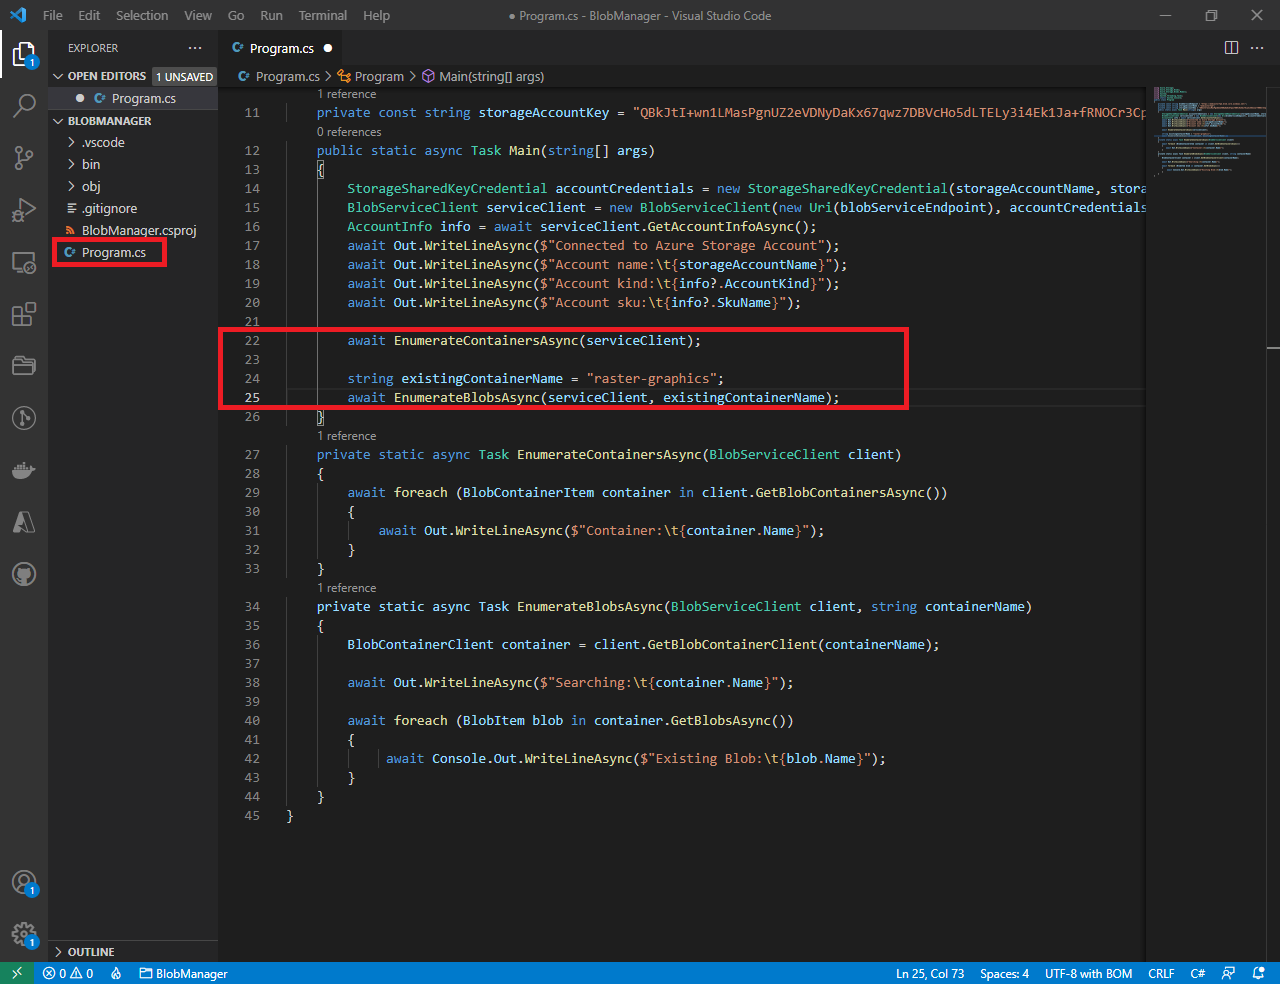 File Edit Selection View Go Run Terminal Help ● Program.cs - BlobManager - Visual Studio Code
EXPLORER
OPEN EDITORS 1 UNSAVED
Program.cs
BLOBMANAGER
.vscode
bin
obj
.gitignore
BlobManager.csproj
Program.cs
OUTLINE
Program.cs
Program.cs > Program > Main(string[] args)
1 reference
11 private const string storageAccountKey = "QBkJtI+wn1LMasPgnUZ2eVDNyDaKx67qwz7DBVcHo5dLTELy3i4Ek1Ja+fRNOCr3Cp
0 references
12 public static async Task Main(string[] args)
13 {
14 StorageSharedKeyCredential accountCredentials = new StorageSharedKeyCredential(storageAccountName, stora
15 BlobServiceClient serviceClient = new BlobServiceClient(new Uri(blobServiceEndpoint), accountCredentials
16 AccountInfo info = await serviceClient.GetAccountInfoAsync();
17 await Out.WriteLineAsync($"Connected to Azure Storage Account");
18 await Out.WriteLineAsync($"Account name:\t{storageAccountName}");
19 await Out.WriteLineAsync($"Account kind:\t{info?.AccountKind}");
20 await Out.WriteLineAsync($"Account sku:\t{info?.SkuName}");
21
22 await EnumerateContainersAsync(serviceClient);
23
24 string existingContainerName = "raster-graphics";
25 await EnumerateBlobsAsync(serviceClient, existingContainerName);
26 }
1 reference
27 private static async Task EnumerateContainersAsync(BlobServiceClient client)
28 {
29 await foreach (BlobContainerItem container in client.GetBlobContainersAsync())
30 {
31 await Out.WriteLineAsync($"Container:\t{container.Name}");
32 }
33 }
1 reference
34 private static async Task EnumerateBlobsAsync(BlobServiceClient client, string containerName)
35 {
36 BlobContainerClient container = client.GetBlobContainerClient(containerName);
37
38 await Out.WriteLineAsync($"Searching:\t{container.Name}");
39
40 await foreach (BlobItem blob in container.GetBlobsAsync())
41 {
42 await Console.Out.WriteLineAsync($"Existing Blob:\t{blob.Name}");
43 }
44 }
45 }
1
1
1
0 0 BlobManager Ln 25, Col 73 Spaces: 4 UTF-8 with BOM CRLF C#